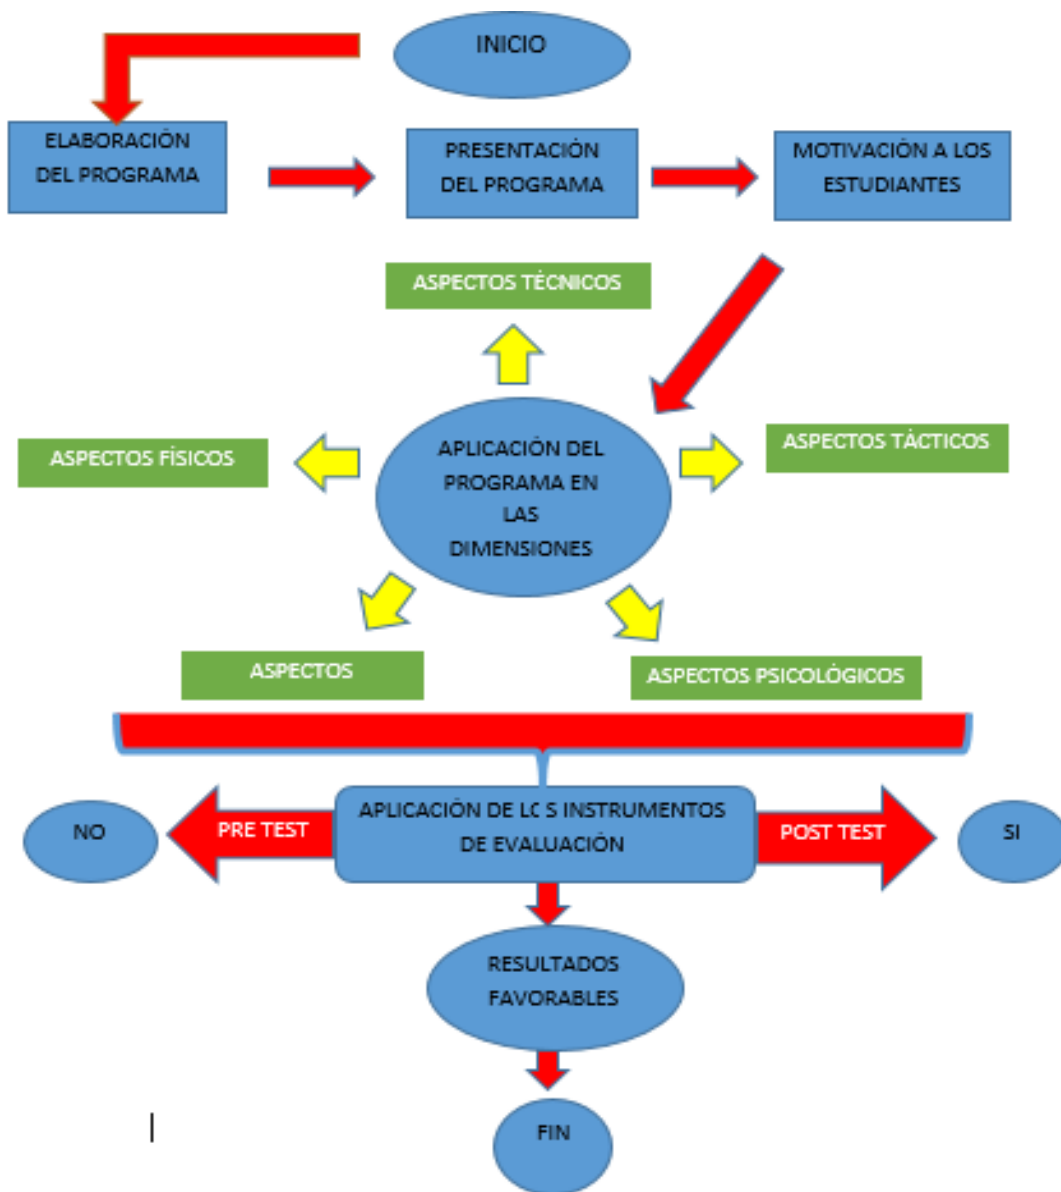 INICIO
ELABORACIÓN
DEL PROGRAMA
PRESENTACIÓN
DEL PROGRAMA
MOTIVACIÓN A LOS
ESTUDIANTES
ASPECTOS TÉCNICOS
ASPECTOS FÍSICOS
APLICACIÓN DEL
PROGRAMA EN
LAS
DIMENSIONES
ASPECTOS TÁCTICOS
ASPECTOS
ASPECTOS PSICOLÓGICOS
NO
PRE TEST
APLICACIÓN DE LOS INSTRUMENTOS
DE EVALUACIÓN
POST TEST
SI
RESULTADOS
FAVORABLES
FIN